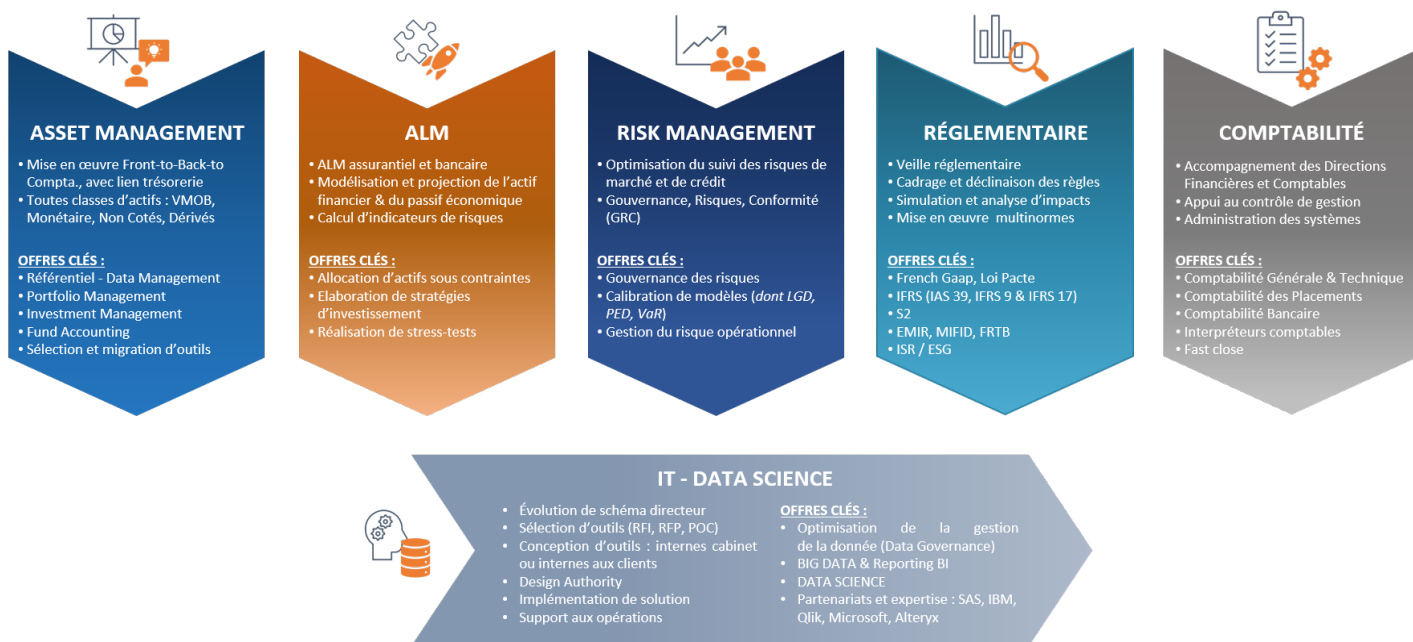 ASSET MANAGEMENT
• Mise en œuvre Front-to-Back-to
Compta., avec lien trésorerie
• Toutes classes d'actifs : VMOB,
Monétaire, Non Cotés, Dérivés
OFFRES CLÉS :
• Référentiel - Data Management
• Portfolio Management
• Investment Management
• Fund Accounting
• Sélection et migration d'outils
ALM
• ALM assurantiel et bancaire
• Modélisation et projection de l'actif
financier & du passif économique
• Calcul d'indicateurs de risques
OFFRES CLÉS :
• Allocation d'actifs sous contraintes
• Elaboration de stratégies
d'investissement
• Réalisation de stress-tests
RISK MANAGEMENT
• Optimisation du suivi des risques de
marché et de crédit
• Gouvernance, Risques, Conformité
(GRC)
OFFRES CLÉS :
• Gouvernance des risques
• Calibration de modèles (dont LGD,
PED, VaR)
• Gestion du risque opérationnel
RÉGLEMENTAIRE
• Veille réglementaire
• Cadrage et déclinaison des règles
• Simulation et analyse d'impacts
• Mise en œuvre multinormes
OFFRES CLÉS :
• French Gaap, Loi Pacte
• IFRS (IAS 39, IFRS 9 & IFRS 17)
• S2
• EMIR, MIFID, FRTB
• ISR / ESG
COMPTABILITÉ
• Accompagnement des Directions
Financières et Comptables
• Appui au contrôle de gestion
• Administration des systèmes
OFFRES CLÉS :
• Comptabilité Générale & Technique
• Comptabilité des Placements
• Comptabilité Bancaire
• Interpréteurs comptables
• Fast close
IT - DATA SCIENCE
• Évolution de schéma directeur
• Sélection d'outils (RFI, RFP, POC)
• Conception d'outils : internes cabinet
ou internes aux clients
• Design Authority
• Implémentation de solution
• Support aux opérations
OFFRES CLÉS :
• Optimisation de la gestion
de la donnée (Data Governance)
• BIG DATA & Reporting BI
• DATA SCIENCE
• Partenariats et expertise : SAS, IBM,
Qlik, Microsoft, Alteryx